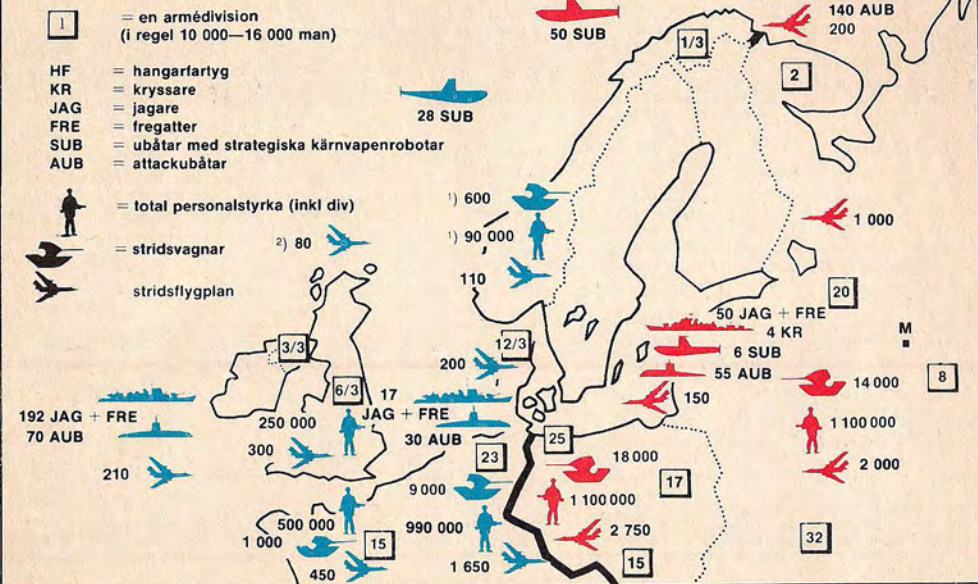 1 = en armédivision
(i regel 10 000—16 000 man)
HF = hangarfartyg
KR = kryssare
JAG = jagare
FRE = fregatter
SUB = ubåtar med strategiska kärnvapenrobotar
AUB = attackubåtar
= total personalstyrka (inkl div)
= stridsvagnar
stridsflygplan
50 SUB
140 AUB
200
1/3
2
28 SUB
1) 600
1) 90 000
110
2) 80
1 000
20
50 JAG + FRE
4 KR
6 SUB
55 AUB
150
M
8
14 000
1 100 000
2 000
3/3
12/3
200
6/3
17
JAG + FRE
30 AUB
192 JAG + FRE
70 AUB
210
250 000
300
25
23
18 000
17
1 100 000
2 750
15
9 000
990 000
1 650
500 000
1 000
15
450
32